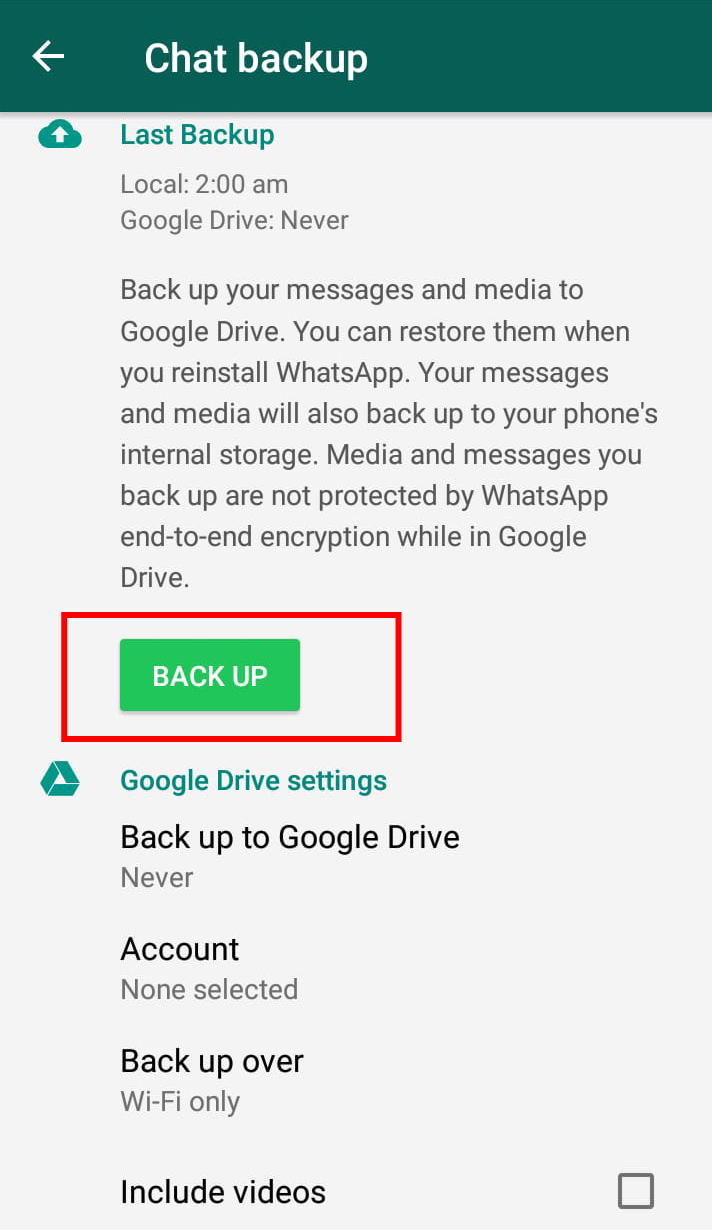 Chat backup
Last Backup
Local: 2:00 am
Google Drive: Never
Back up your messages and media to
Google Drive. You can restore them when
you reinstall WhatsApp. Your messages
and media will also back up to your phone's
internal storage. Media and messages you
back up are not protected by WhatsApp
end-to-end encryption while in Google
Drive.
BACK UP
Google Drive settings
Back up to Google Drive
Never
Account
None selected
Back up over
Wi-Fi only
Include videos